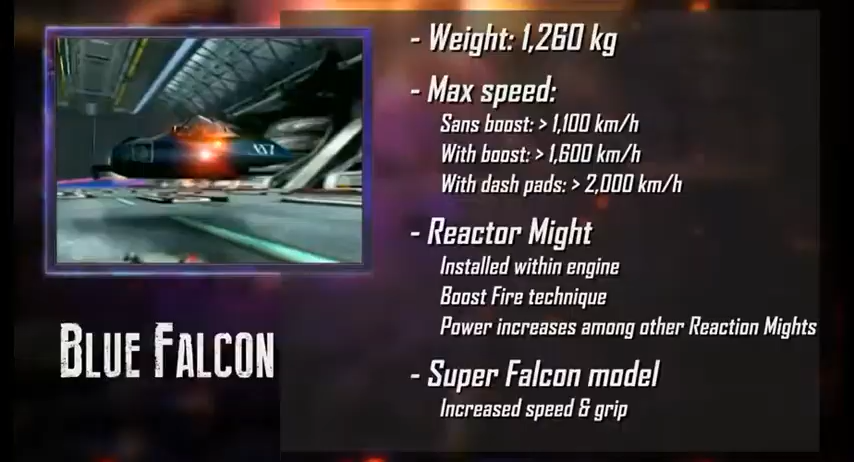 - Weight: 1,260 kg
- Max speed:
Sans boost: > 1,100 km/h
With boost: > 1,600 km/h
With dash pads: > 2,000 km/h
- Reactor Might
Installed within engine
Boost Fire technique
Power increases among other Reaction Mights
- Super Falcon model
Increased speed & grip
Blue Falcon